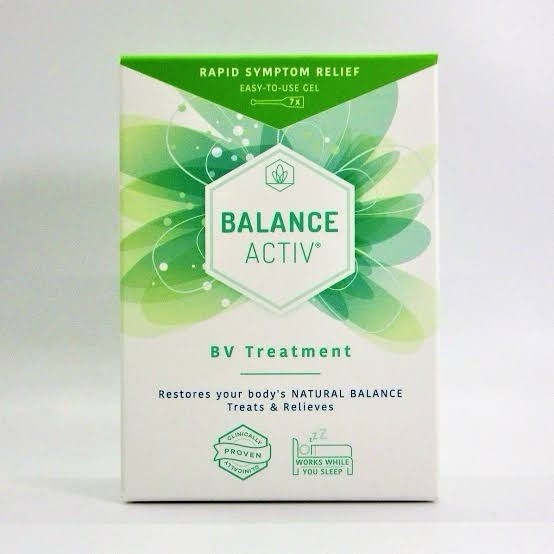 RAPID SYMPTOM RELIEF
EASY-TO-USE GEL
7X
BALANCE
ACTIV®
BV Treatment
Restores your body's NATURAL BALANCE
Treats & Relieves
CLINICALLY
PROVEN
CLINICALLY
zZZ
WORKS WHILE
YOU SLEEP